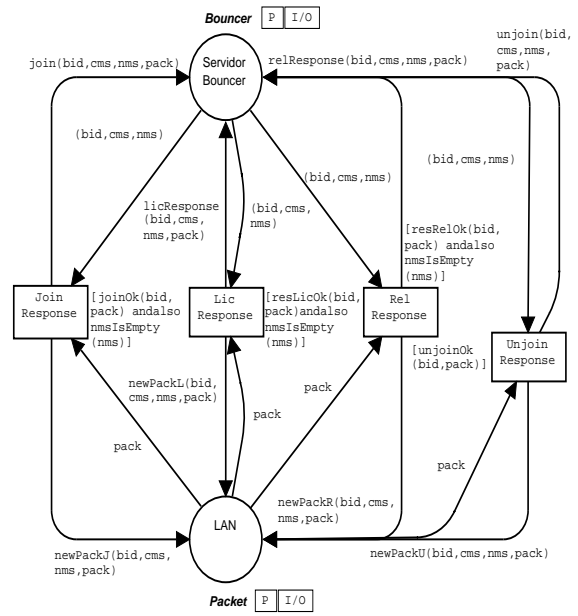 Bouncer P I/O
unjoin(bid,
cms,nms,
pack)
join(bid,cms,nms,pack)
Servidor
Bouncer
relResponse(bid,cms,nms,pack)
(bid,cms,nms)
(bid,cms,nms)
(bid,cms,nms)
licResponse
(bid,cms,
nms,pack)
(bid,cms,
nms)
[resRelOk(bid,
pack) andalso
nmsIsEmpty
(nms)]
Join
Response
[joinOk(bid,
pack) andalso
nmsIsEmpty
(nms)]
Lic
Response
[resLicOk(bid,
pack)andalso
nmsIsEmpty
(nms)]
Rel
Response
[unjoinOk
(bid,pack)]
Unjoin
Response
newPackL(bid,
cms,nms,pack)
pack
pack
pack
pack
newPackR(bid,cms,
nms,pack)
LAN
newPackJ(bid,cms,
nms,pack)
newPackU(bid,cms,nms,pack)
Packet P I/O